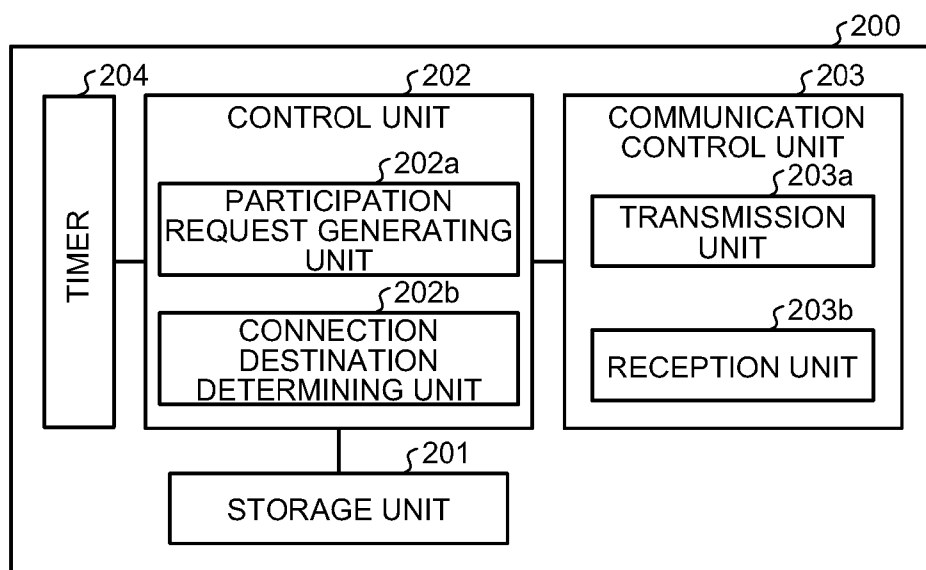 200
204
202
203
TIMER
CONTROL UNIT
202a
PARTICIPATION
REQUEST GENERATING
UNIT
202b
CONNECTION
DESTINATION
DETERMINING UNIT
COMMUNICATION
CONTROL UNIT
203a
TRANSMISSION
UNIT
203b
RECEPTION UNIT
201
STORAGE UNIT